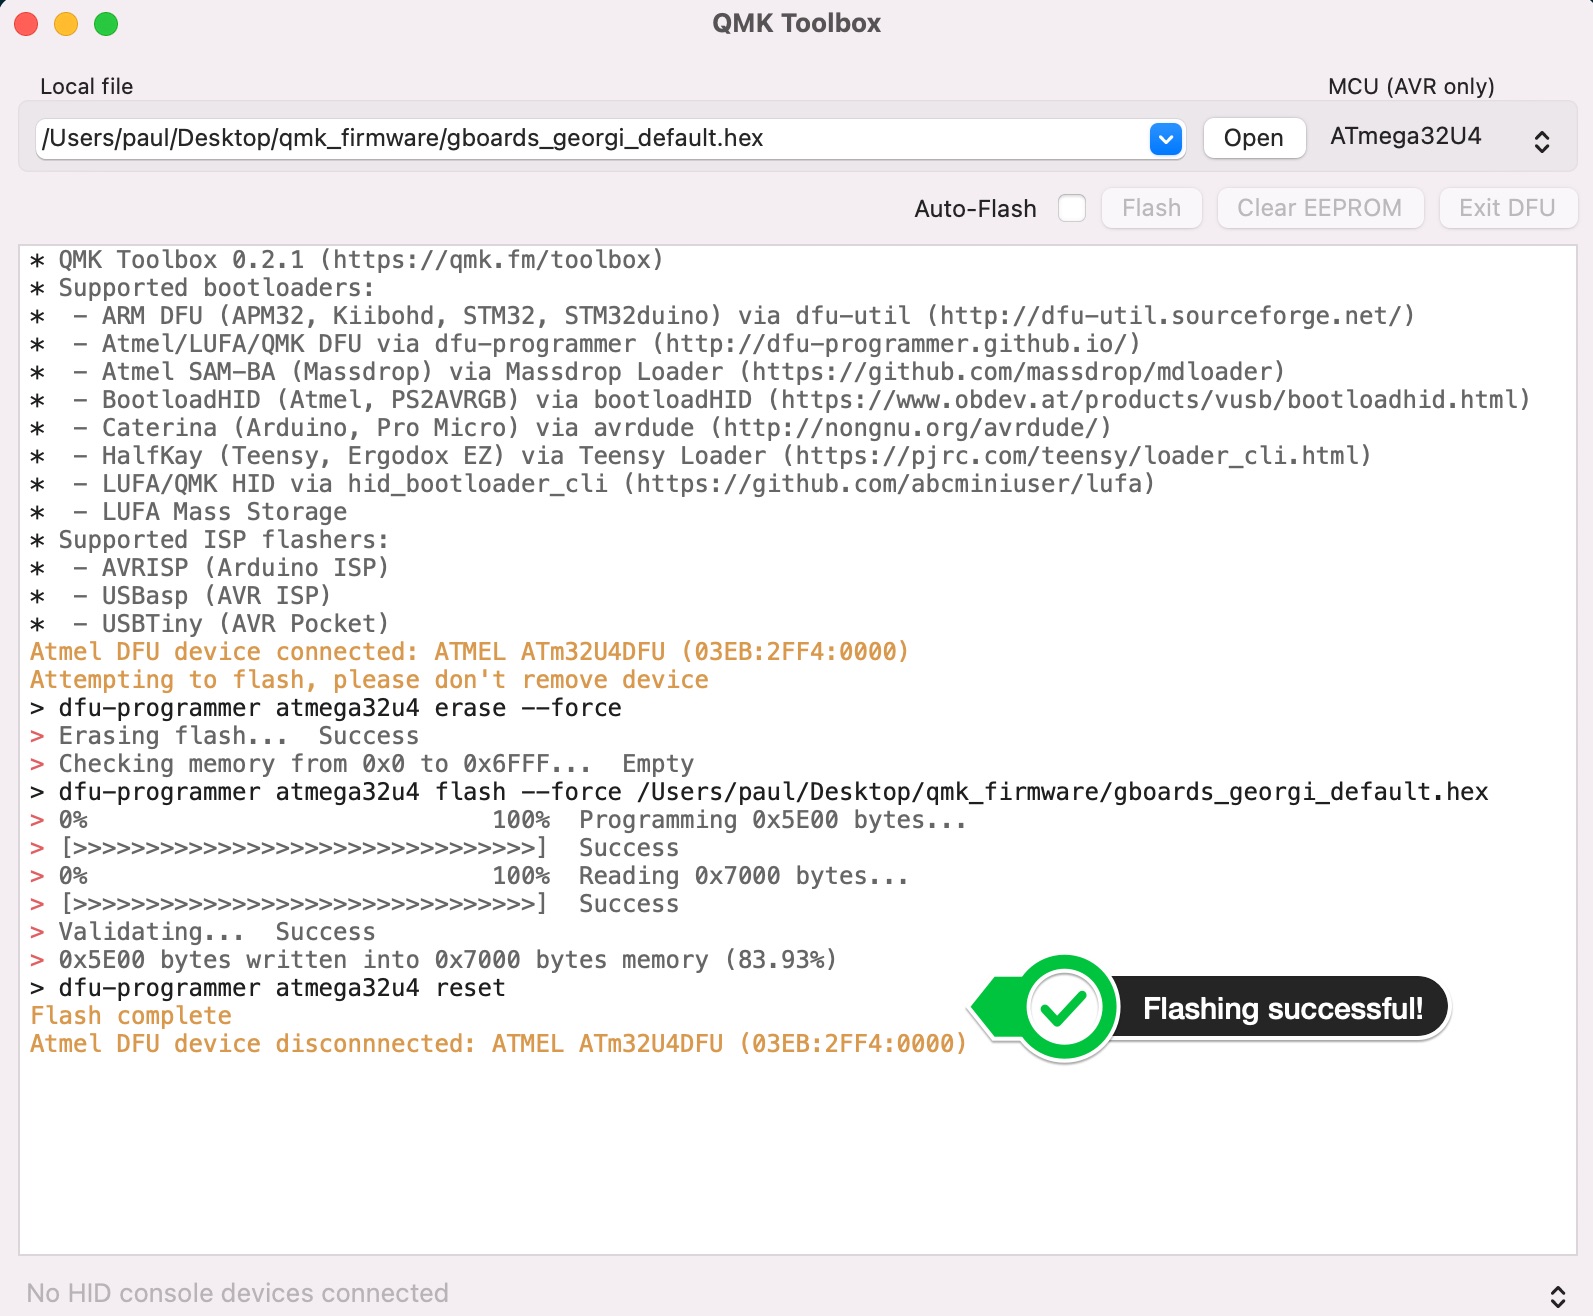 QMK Toolbox
Local file
MCU (AVR only)
/Users/paul/Desktop/qmk_firmware/gboards_georgi_default.hex
Open
ATmega32U4
Auto-Flash
Flash
Clear EEPROM
Exit DFU
* QMK Toolbox 0.2.1 (https://qmk.fm/toolbox)
* Supported bootloaders:
*  - ARM DFU (APM32, Kiibohd, STM32, STM32duino) via dfu-util (http://dfu-util.sourceforge.net/)
*  - Atmel/LUFA/QMK DFU via dfu-programmer (http://dfu-programmer.github.io/)
*  - Atmel SAM-BA (Massdrop) via Massdrop Loader (https://github.com/massdrop/mdloader)
*  - BootloadHID (Atmel, PS2AVRGB) via bootloadHID (https://www.obdev.at/products/vusb/bootloadhid.html)
*  - Caterina (Arduino, Pro Micro) via avrdude (http://nongnu.org/avrdude/)
*  - HalfKay (Teensy, Ergodox EZ) via Teensy Loader (https://pjrc.com/teensy/loader_cli.html)
*  - LUFA/QMK HID via hid_bootloader_cli (https://github.com/abcminiuser/lufa)
*  - LUFA Mass Storage
* Supported ISP flashers:
*  - AVRISP (Arduino ISP)
*  - USBasp (AVR ISP)
*  - USBTiny (AVR Pocket)
Atmel DFU device connected: ATMEL ATm32U4DFU (03EB:2FF4:0000)
Attempting to flash, please don't remove device
> dfu-programmer atmega32u4 erase --force
> Erasing flash...  Success
> Checking memory from 0x0 to 0x6FFF...  Empty
> dfu-programmer atmega32u4 flash --force /Users/paul/Desktop/qmk_firmware/gboards_georgi_default.hex
> 0%                            100%  Programming 0x5E00 bytes...
> [>>>>>>>>>>>>>>>>>>>>>>>>>>>>>>>>]  Success
> 0%                            100%  Reading 0x7000 bytes...
> [>>>>>>>>>>>>>>>>>>>>>>>>>>>>>>>>]  Success
> Validating...  Success
> 0x5E00 bytes written into 0x7000 bytes memory (83.93%)
> dfu-programmer atmega32u4 reset
Flash complete
Flashing successful!
Atmel DFU device disconnnected: ATMEL ATm32U4DFU (03EB:2FF4:0000)
No HID console devices connected